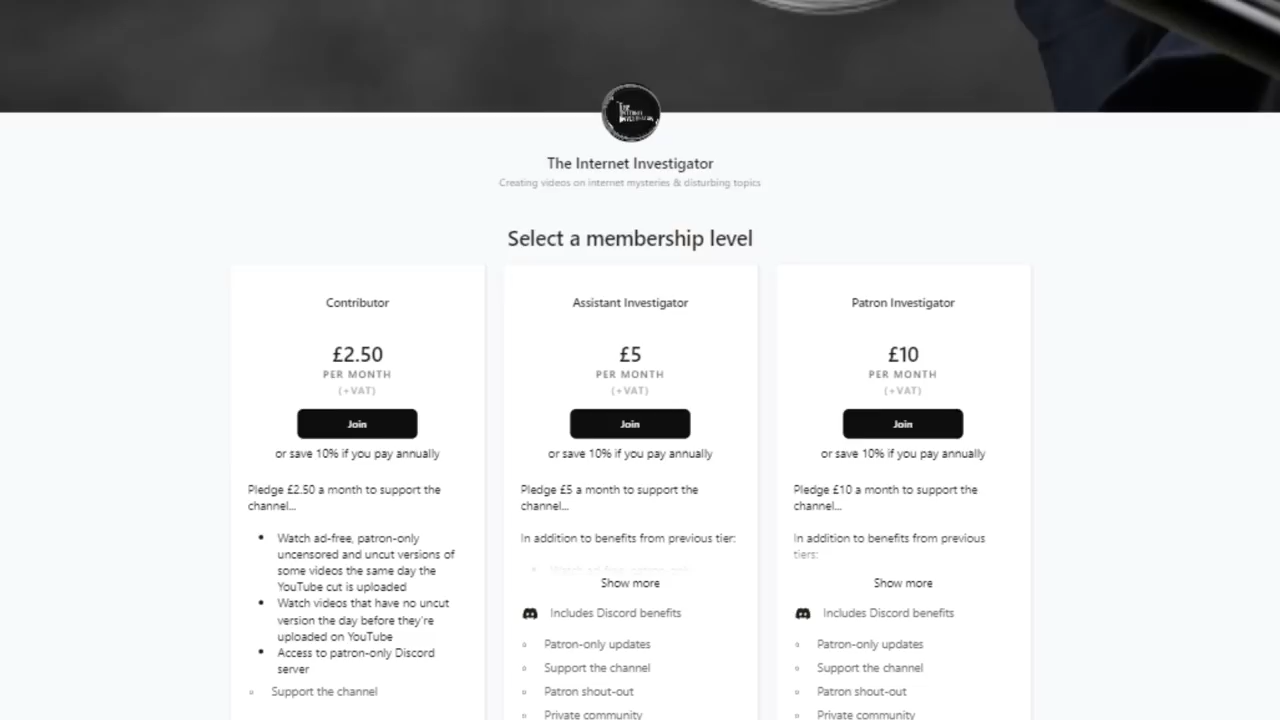 The Internet Investigator
Creating videos on internet mysteries & disturbing topics
Select a membership level
Contributor
£2.50
PER MONTH
(+VAT)
Join
or save 10% if you pay annually
Pledge £2.50 a month to support the
channel...
Watch ad-free, patron-only
uncensored and uncut versions of
some videos the same day the
YouTube cut is uploaded
Watch videos that have no uncut
version the day before they're
uploaded on YouTube
Access to patron-only Discord
server
Support the channel
Assistant Investigator
£5
PER MONTH
(+VAT)
Join
or save 10% if you pay annually
Pledge £5 a month to support the
channel...
In addition to benefits from previous tier:
Watch ad-free, patron-only
Show more
Includes Discord benefits
Patron-only updates
Support the channel
Patron shout-out
Private community
Patron Investigator
£10
PER MONTH
(+VAT)
Join
or save 10% if you pay annually
Pledge £10 a month to support the
channel...
In addition to benefits from previous
tiers:
Show more
Includes Discord benefits
Patron-only updates
Support the channel
Patron shout-out
Private community